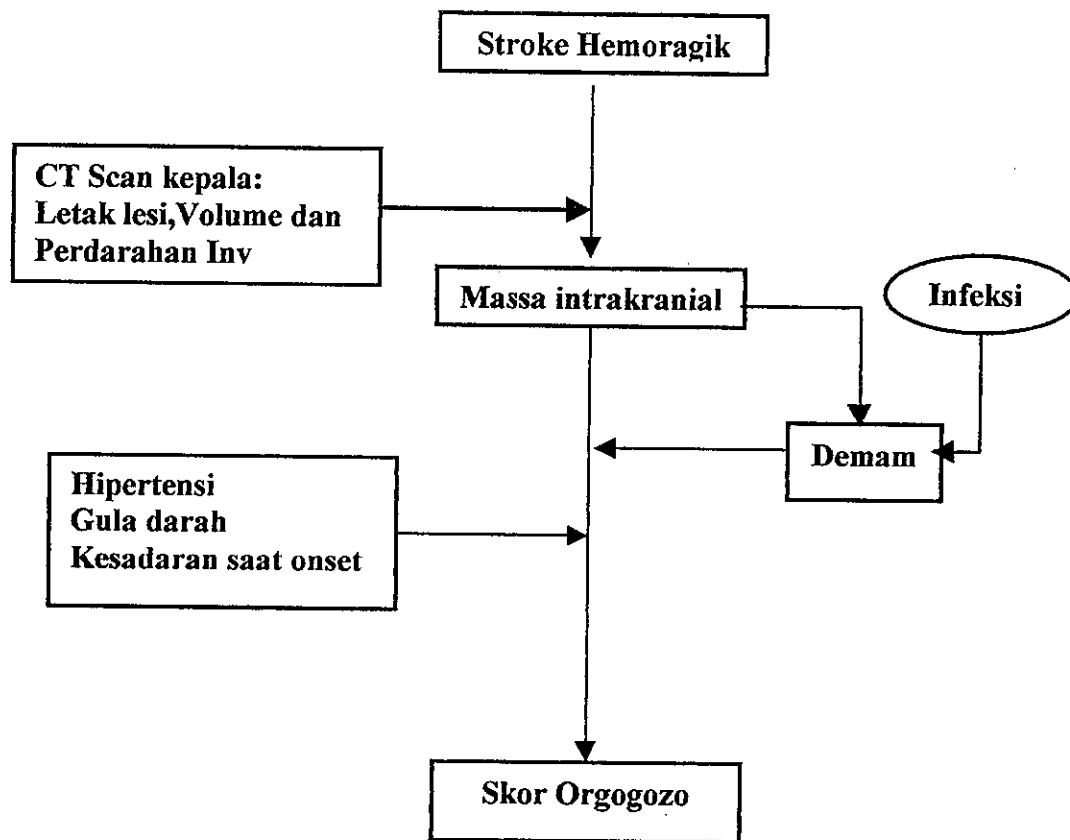 Stroke Hemoragik
CT Scan kepala:
Letak lesi,Volume dan
Perdarahan Inv
Massa intrakranial
Infeksi
Demam
Hipertensi
Gula darah
Kesadaran saat onset
Skor Orgogozo